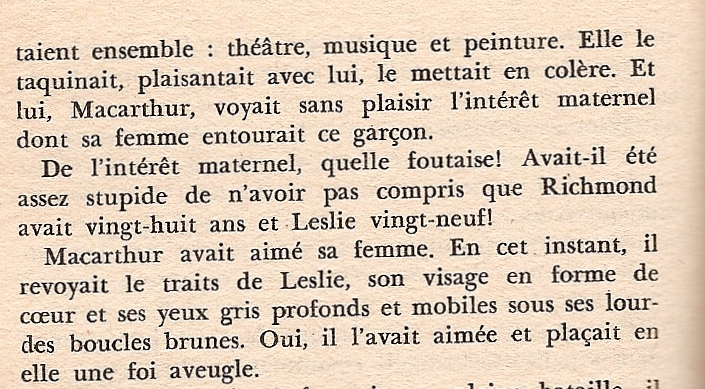 taient ensemble : théâtre, musique et peinture. Elle le
taquinait, plaisantait avec lui, le mettait en colère. Et
lui, Macarthur, voyait sans plaisir l'intérêt maternel
dont sa femme entourait ce garçon.
De l'intérêt maternel, quelle foutaise! Avait-il été
assez stupide de n'avoir pas compris que Richmond
avait vingt-huit ans et Leslie vingt-neuf!
Macarthur avait aimé sa femme. En cet instant, il
revoyait le traits de Leslie, son visage en forme de
cœur et ses yeux gris profonds et mobiles sous ses lour-
des boucles brunes. Oui, il l'avait aimée et plaçait en
elle une foi aveugle.
bataille, il